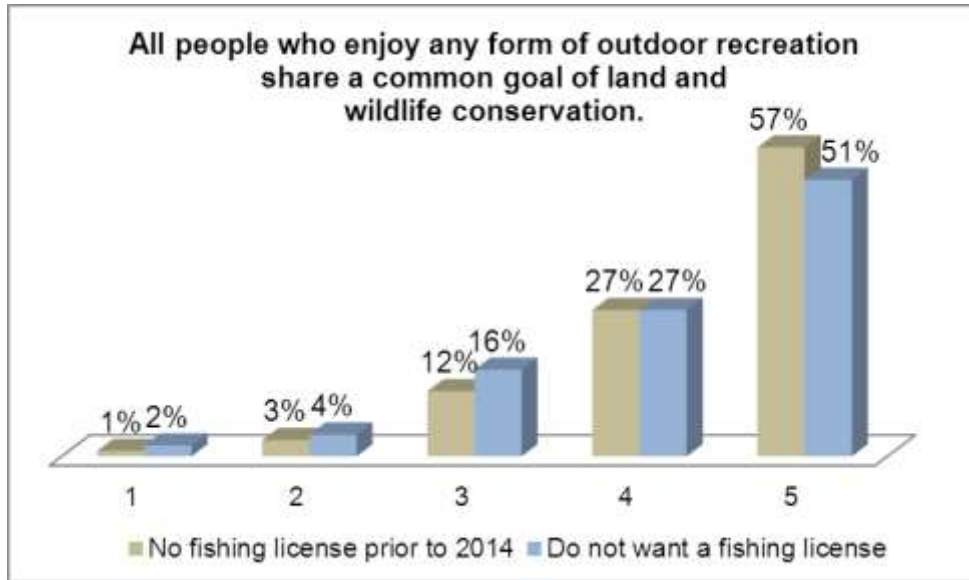 All people who enjoy any form of outdoor recreation
share a common goal of land and
wildlife conservation.
57%
51%
27% 27%
16%
12%
3% 4%
1% 2%
1 2 3 4 5
No fishing license prior to 2014 Do not want a fishing license